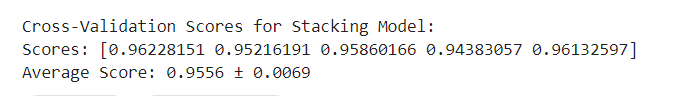 Cross-Validation Scores for Stacking Model:
Scores: [0.96228151 0.95216191 0.95860166 0.94383057 0.96132597]
Average Score: 0.9556 ± 0.0069